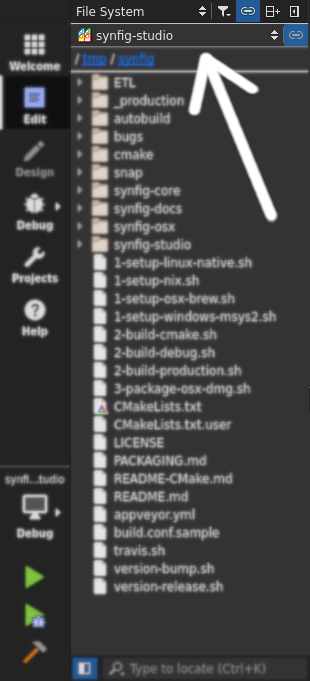 File System
synfig-studio
/ tmp / synfig
Welcome
Edit
Design
Debug
Projects
Help
ETL
_production
autobuild
bugs
cmake
snap
synfig-core
synfig-docs
synfig-osx
synfig-studio
1-setup-linux-native.sh
1-setup-nix.sh
1-setup-osx-brew.sh
1-setup-windows-msys2.sh
2-build-cmake.sh
2-build-debug.sh
2-build-production.sh
3-package-osx-dmg.sh
CMakeLists.txt
CMakeLists.txt.user
LICENSE
PACKAGING.md
README-CMake.md
README.md
appveyor.yml
build.conf.sample
travis.sh
version-bump.sh
version-release.sh
synfi...tudio
Debug
Type to locate (Ctrl+K)